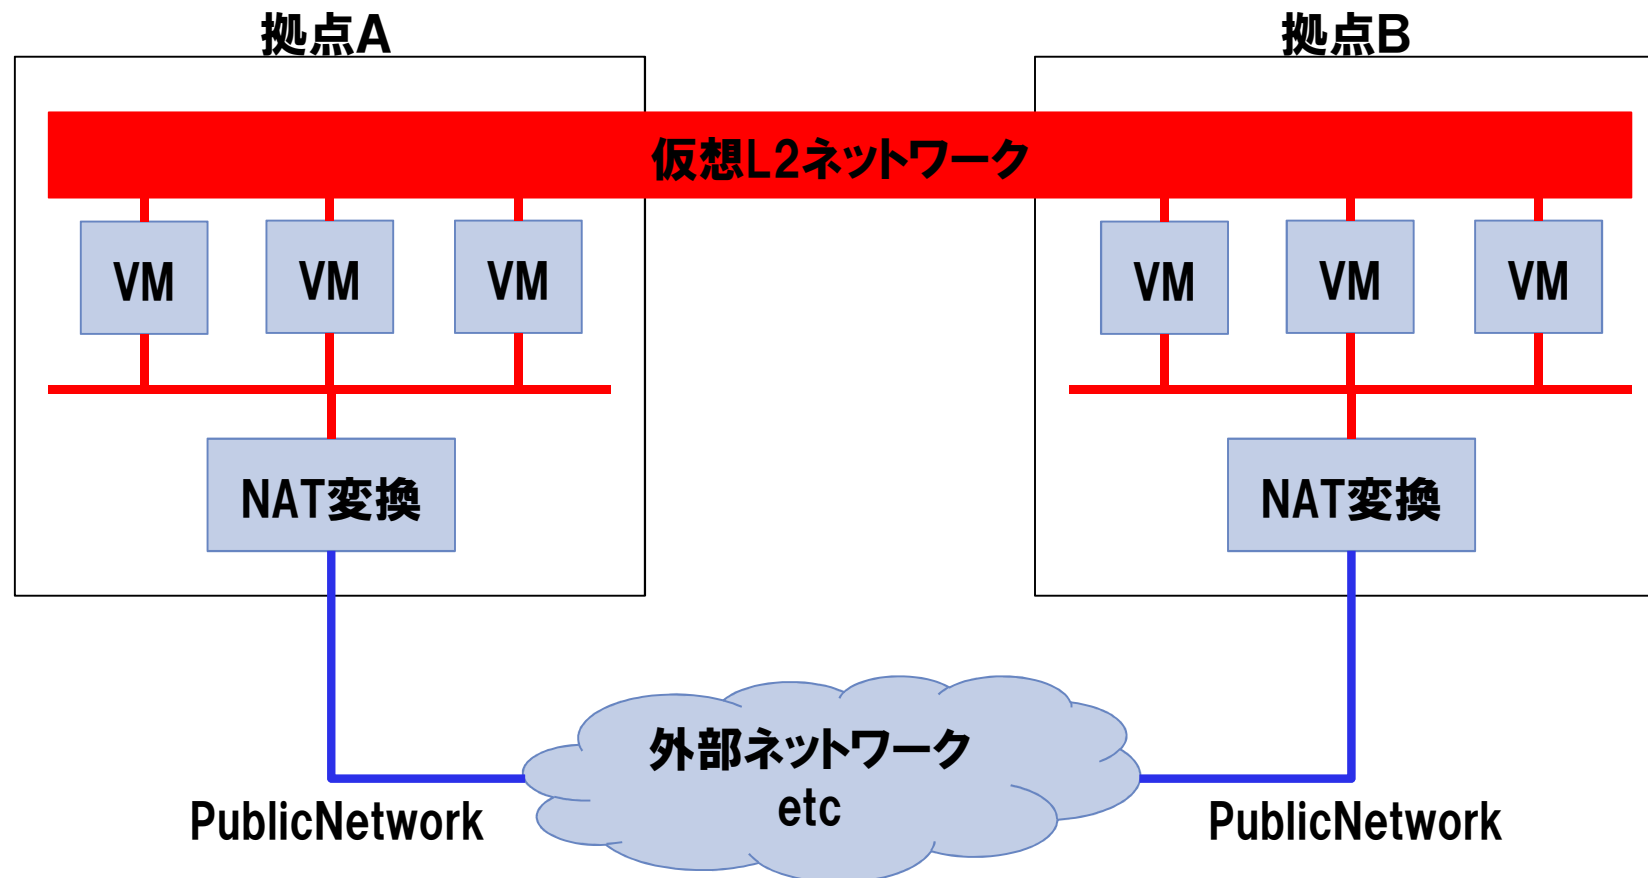 拠点A
拠点B
仮想L2ネットワーク
VM
VM
VM
VM
VM
VM
NAT変換
NAT変換
外部ネットワーク
etc
PublicNetwork
PublicNetwork